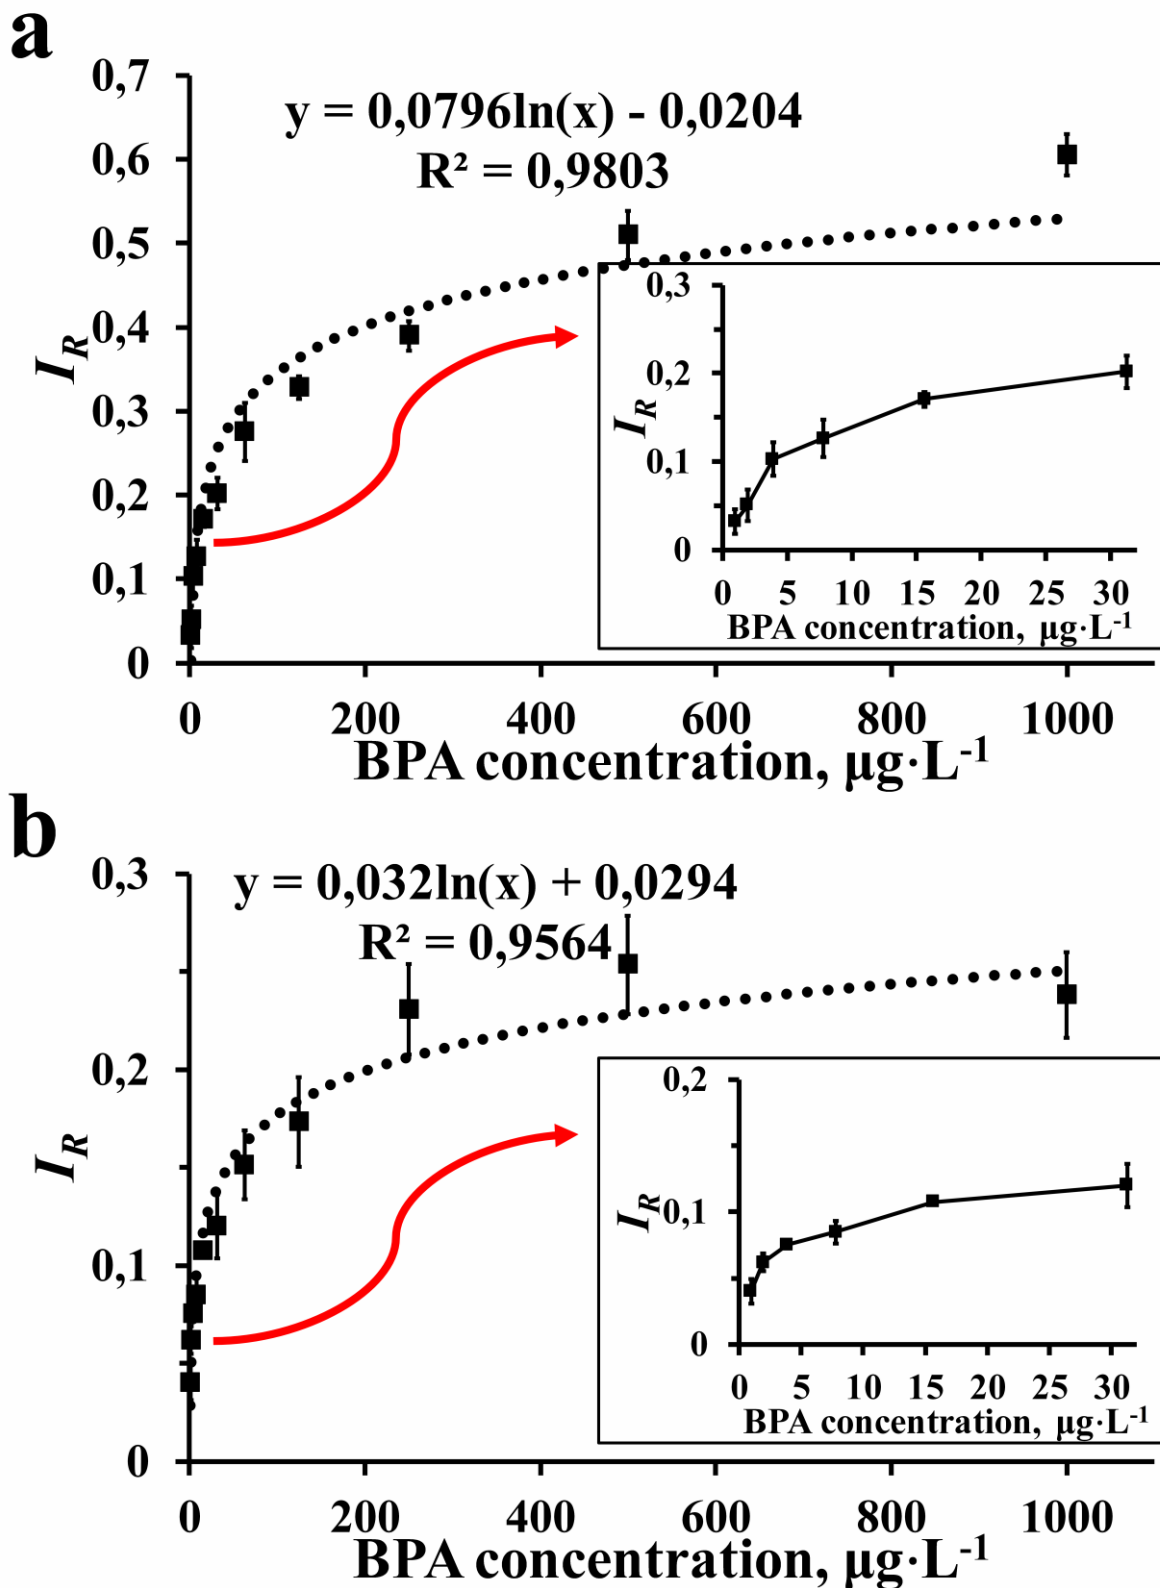 a
0,7
0,6
0,5
0,4
0,3
0,2
0,1
0
I_R
y = 0,0796ln(x) - 0,0204
R² = 0,9803
0,3
0,2
0,1
0
I_R
0 5 10 15 20 25 30
BPA concentration, µg·L⁻¹
0 200 400 600 800 1000
BPA concentration, µg·L⁻¹
b
0,3
0,2
0,1
0
I_R
y = 0,032ln(x) + 0,0294
R² = 0,9564
0,2
0,1
0
I_R
0 5 10 15 20 25 30
BPA concentration, µg·L⁻¹
0 200 400 600 800 1000
BPA concentration, µg·L⁻¹